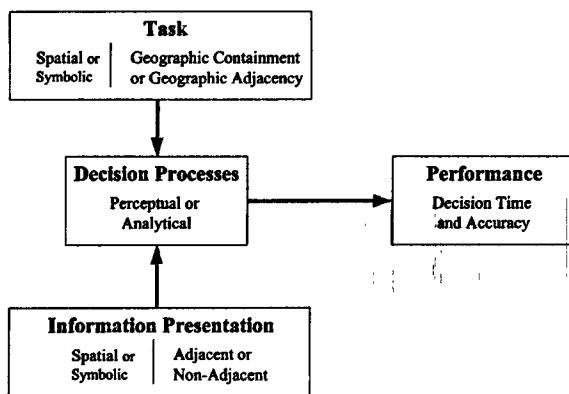 Task
Spatial or Symbolic
Geographic Containment
or Geographic Adjacency
Decision Processes
Perceptual or
Analytical
Performance
Decision Time
and Accuracy
Information Presentation
Spatial or
Symbolic
Adjacent or
Non-Adjacent